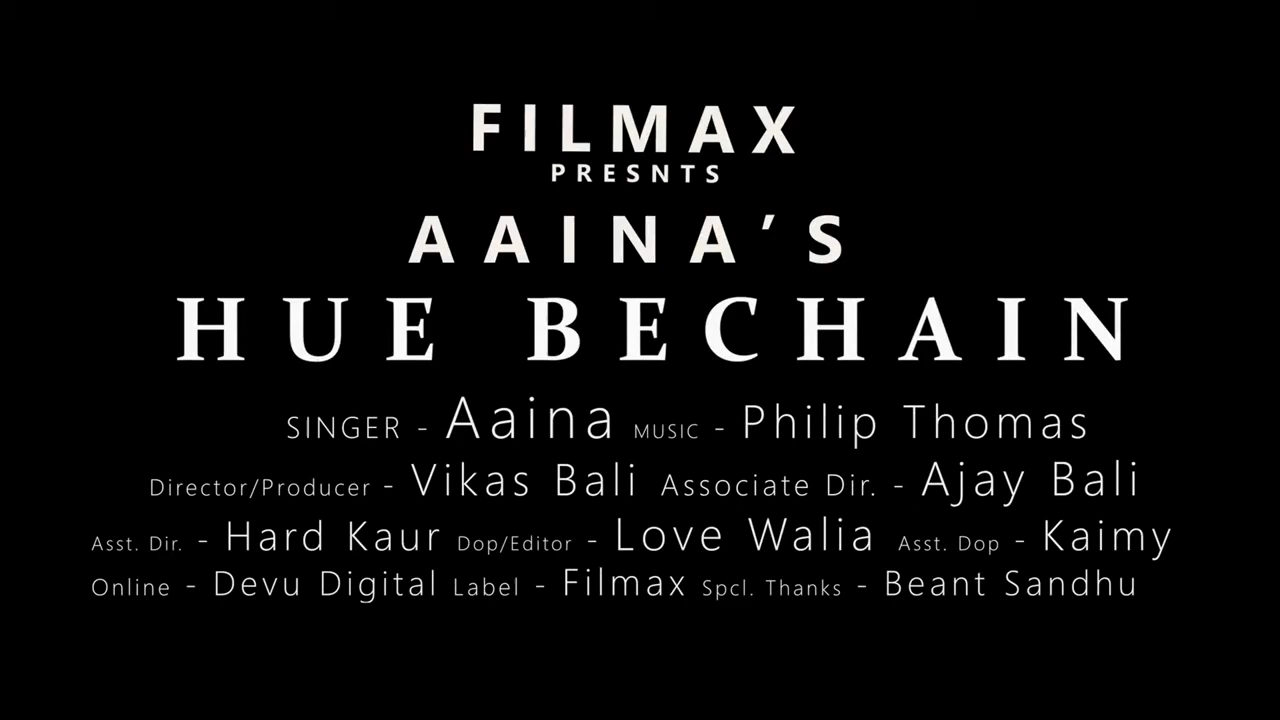 FILMAX
PRESNTS
AAINA'S
HUE BECHAIN
SINGER - Aaina MUSIC - Philip Thomas
Director/Producer - Vikas Bali Associate Dir. - Ajay Bali
Asst. Dir. - Hard Kaur Dop/Editor - Love Walia Asst. Dop - Kaimy
Online - Devu Digital Label - Filmax Spcl. Thanks - Beant Sandhu